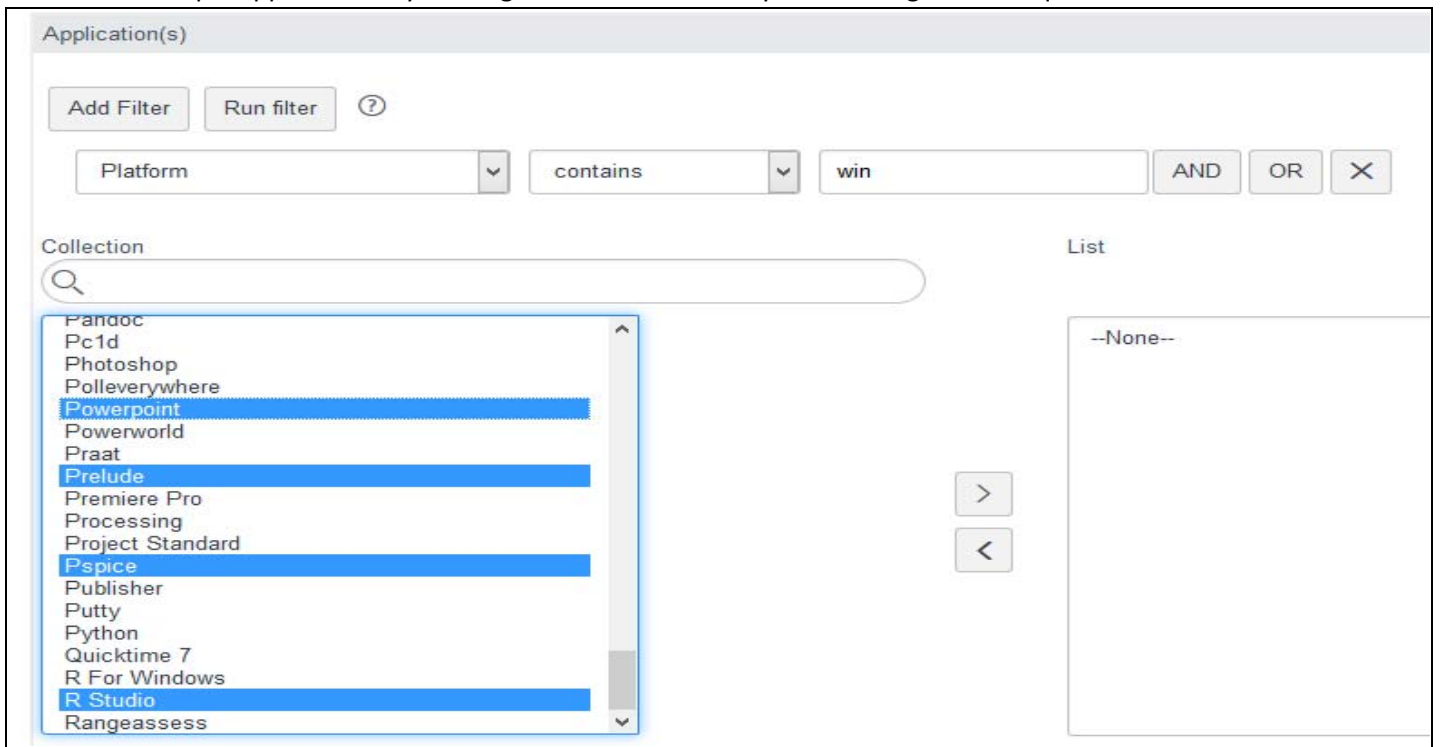 Application(s)
Add Filter Run filter ?
Platform contains win AND OR X
Collection List
Pandoc
Pc1d
Photoshop
Polleverywhere
Powerpoint
Powerworld
Praat
Prelude
Premiere Pro
Processing
Project Standard
Pspice
Publisher
Putty
Python
Quicktime 7
R For Windows
R Studio
Rangeassess
--None--
>
<